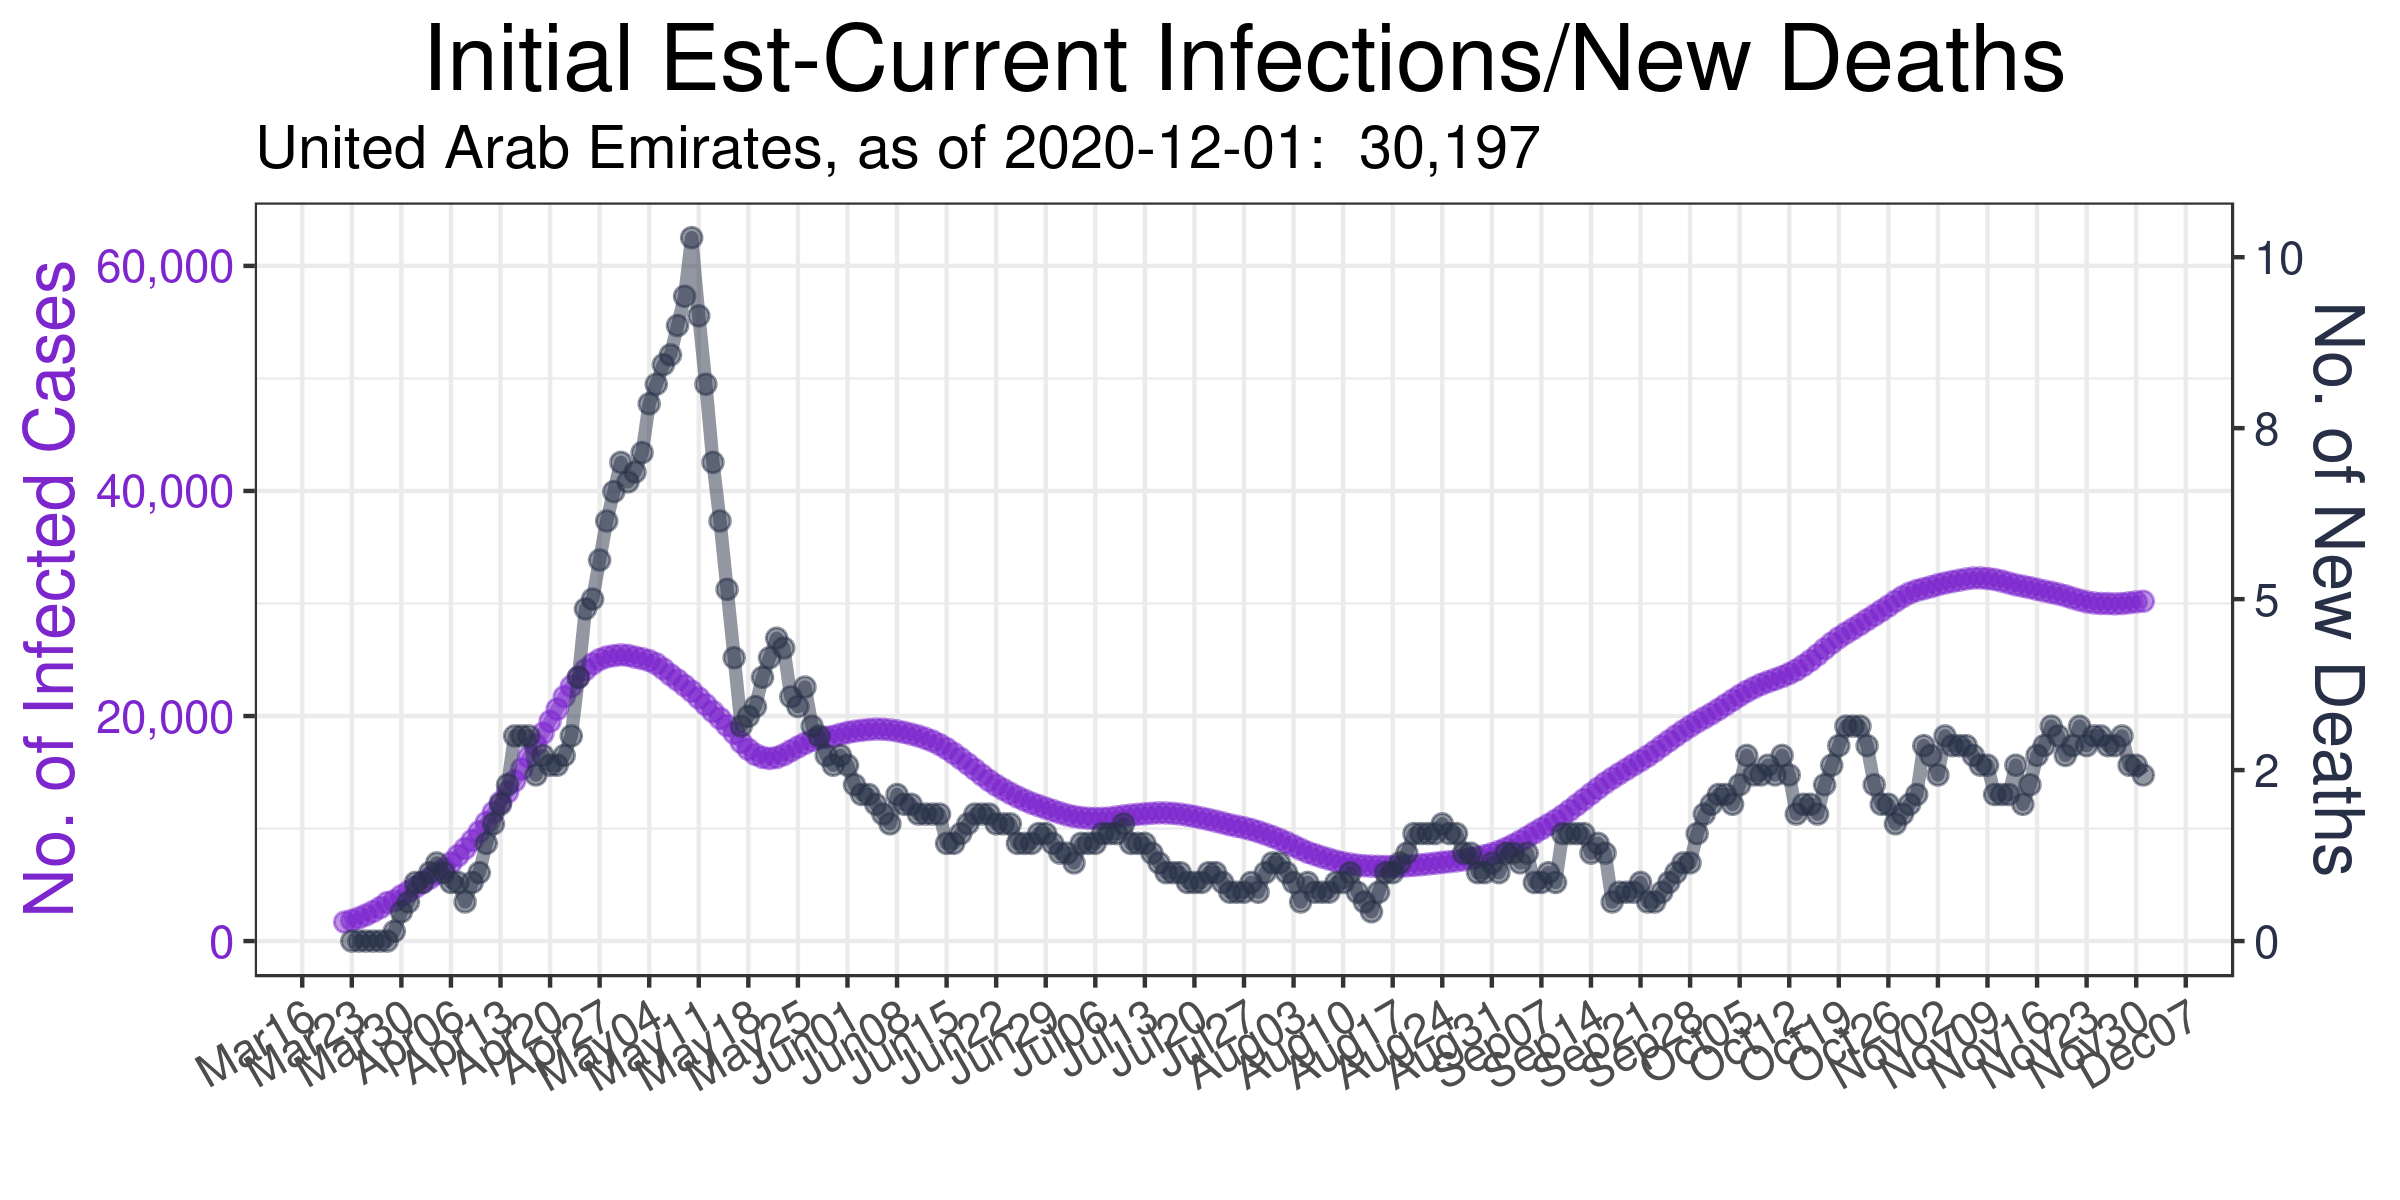 Initial Est-Current Infections/New Deaths
United Arab Emirates, as of 2020-12-01:  30,197
No. of Infected Cases
60,000
40,000
20,000
0
10
8
5
2
0
No. of New Deaths
Mar16
Mar23
Mar30
Apr06
Apr13
Apr20
Apr27
May04
May11
May18
May25
Jun01
Jun08
Jun15
Jun22
Jun29
Jul06
Jul13
Jul20
Jul27
Aug03
Aug10
Aug17
Aug24
Aug31
Sep07
Sep14
Sep21
Sep28
Oct05
Oct12
Oct19
Oct26
Nov02
Nov09
Nov16
Nov23
Nov30
Dec07